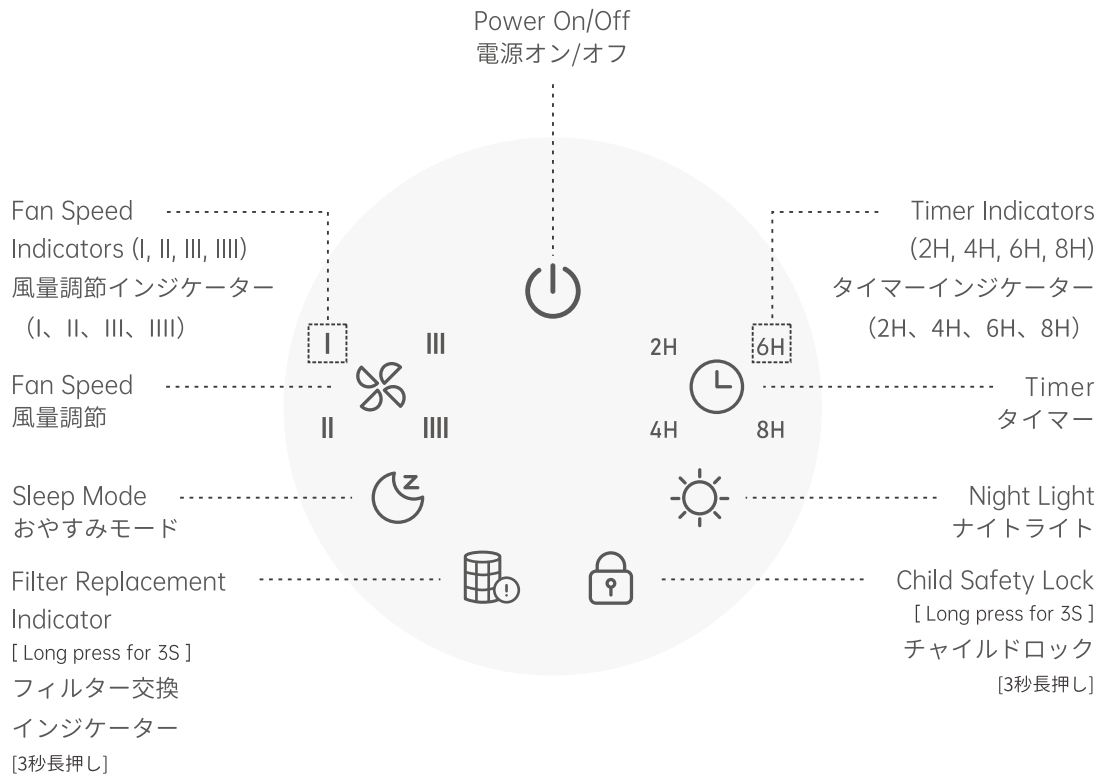 Power On/Off
電源オン/オフ
Fan Speed
Indicators (I, II, III, IIII)
風量調節インジケーター
（I、II、III、IIII）
Fan Speed
風量調節
Sleep Mode
おやすみモード
Filter Replacement
Indicator
[ Long press for 3S ]
フィルター交換
インジケーター
[3秒長押し]
I
III
II
IIII
2H
6H
4H
8H
z
!
Timer Indicators
(2H, 4H, 6H, 8H)
タイマーインジケーター
（2H、4H、6H、8H）
Timer
タイマー
Night Light
ナイトライト
Child Safety Lock
[ Long press for 3S ]
チャイルドロック
[3秒長押し]